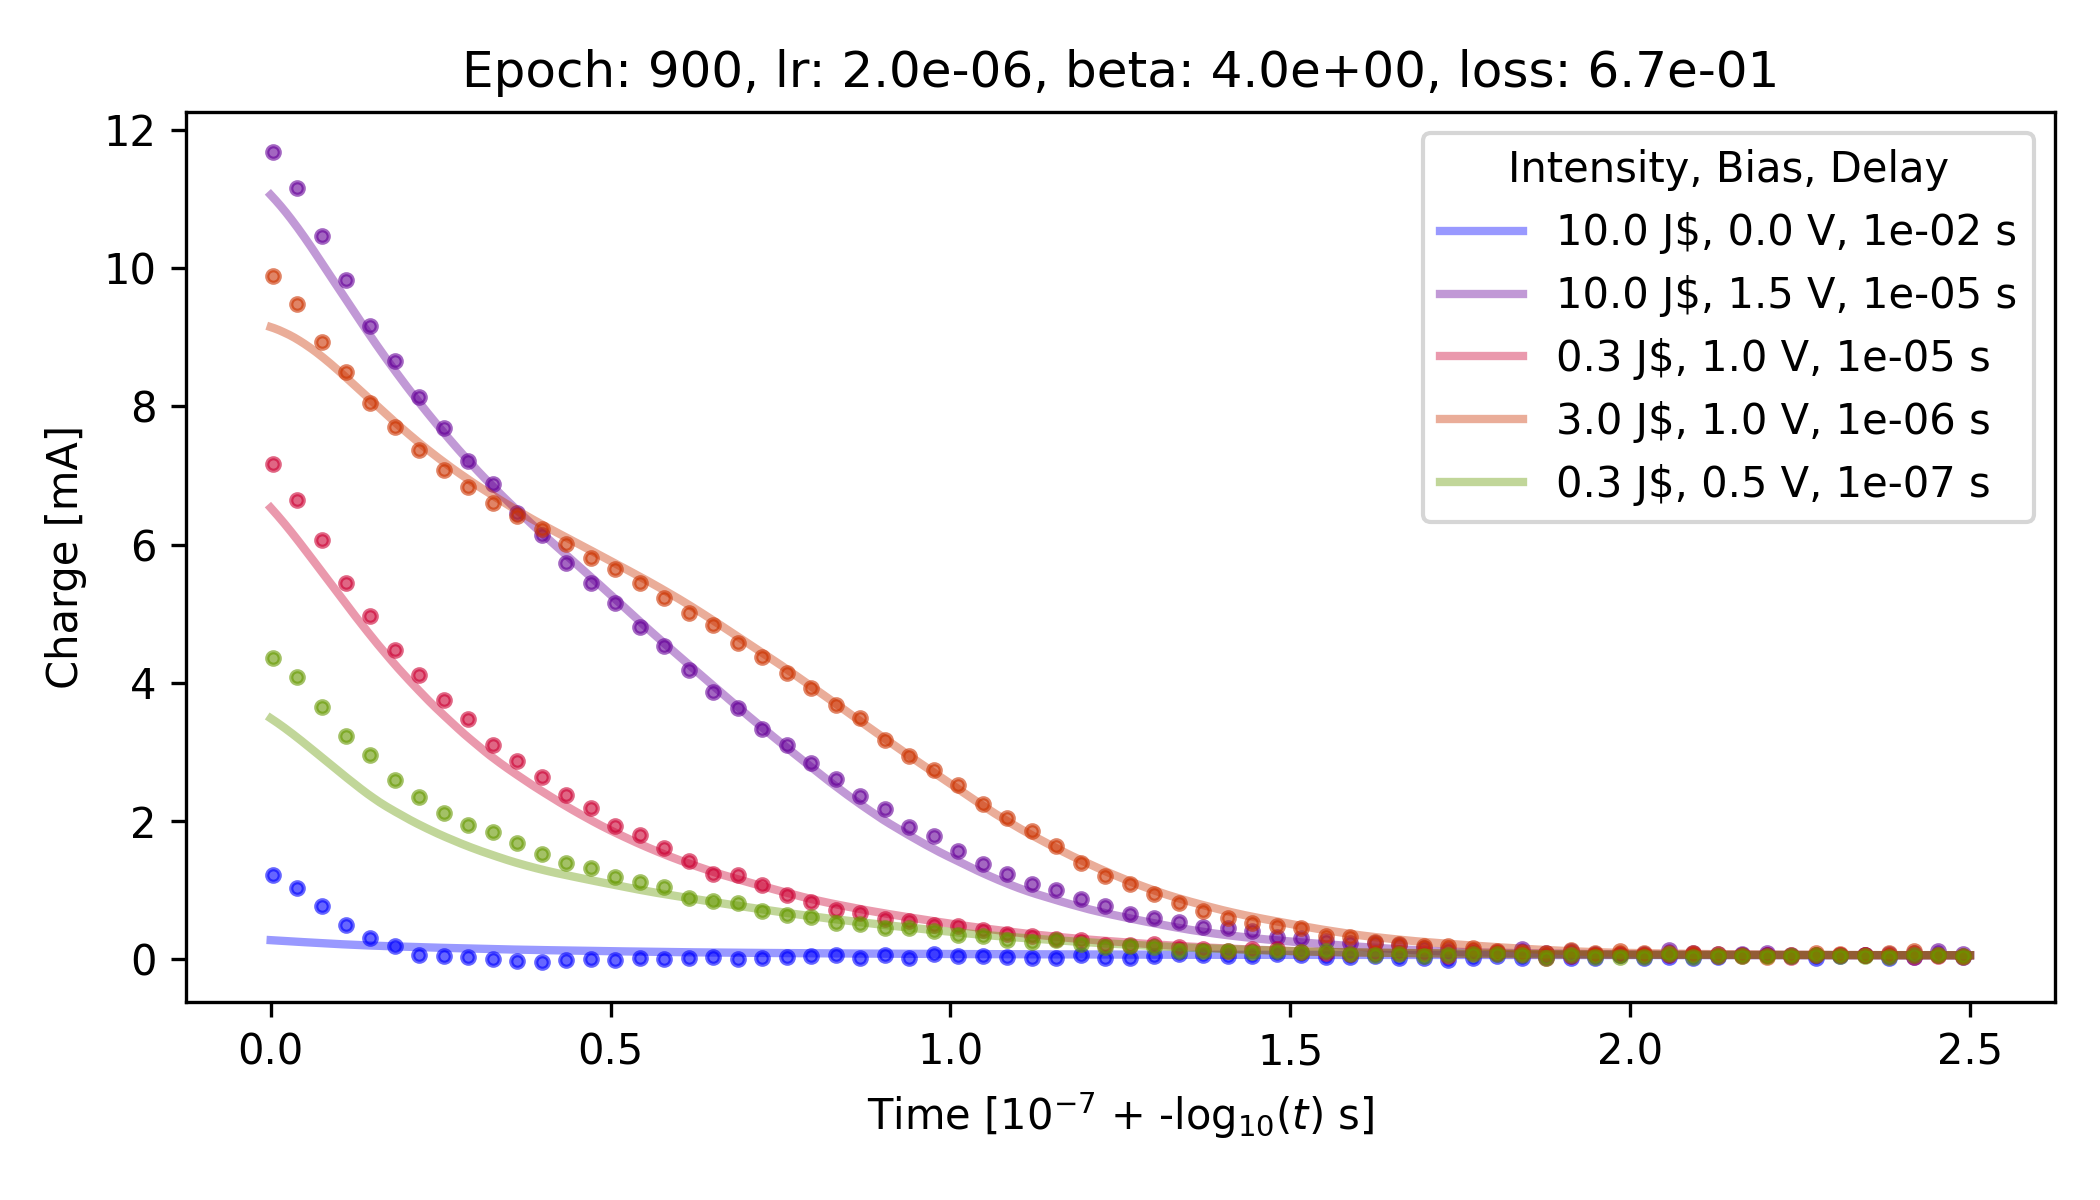 Epoch: 900, lr: 2.0e-06, beta: 4.0e+00, loss: 6.7e-01
12
10
8
6
4
2
0
Charge [mA]
Intensity, Bias, Delay
10.0 J$, 0.0 V, 1e-02 s
10.0 J$, 1.5 V, 1e-05 s
0.3 J$, 1.0 V, 1e-05 s
3.0 J$, 1.0 V, 1e-06 s
0.3 J$, 0.5 V, 1e-07 s
0.0 0.5 1.0 1.5 2.0 2.5
Time [10⁻⁷ + -log₁₀(t) s]